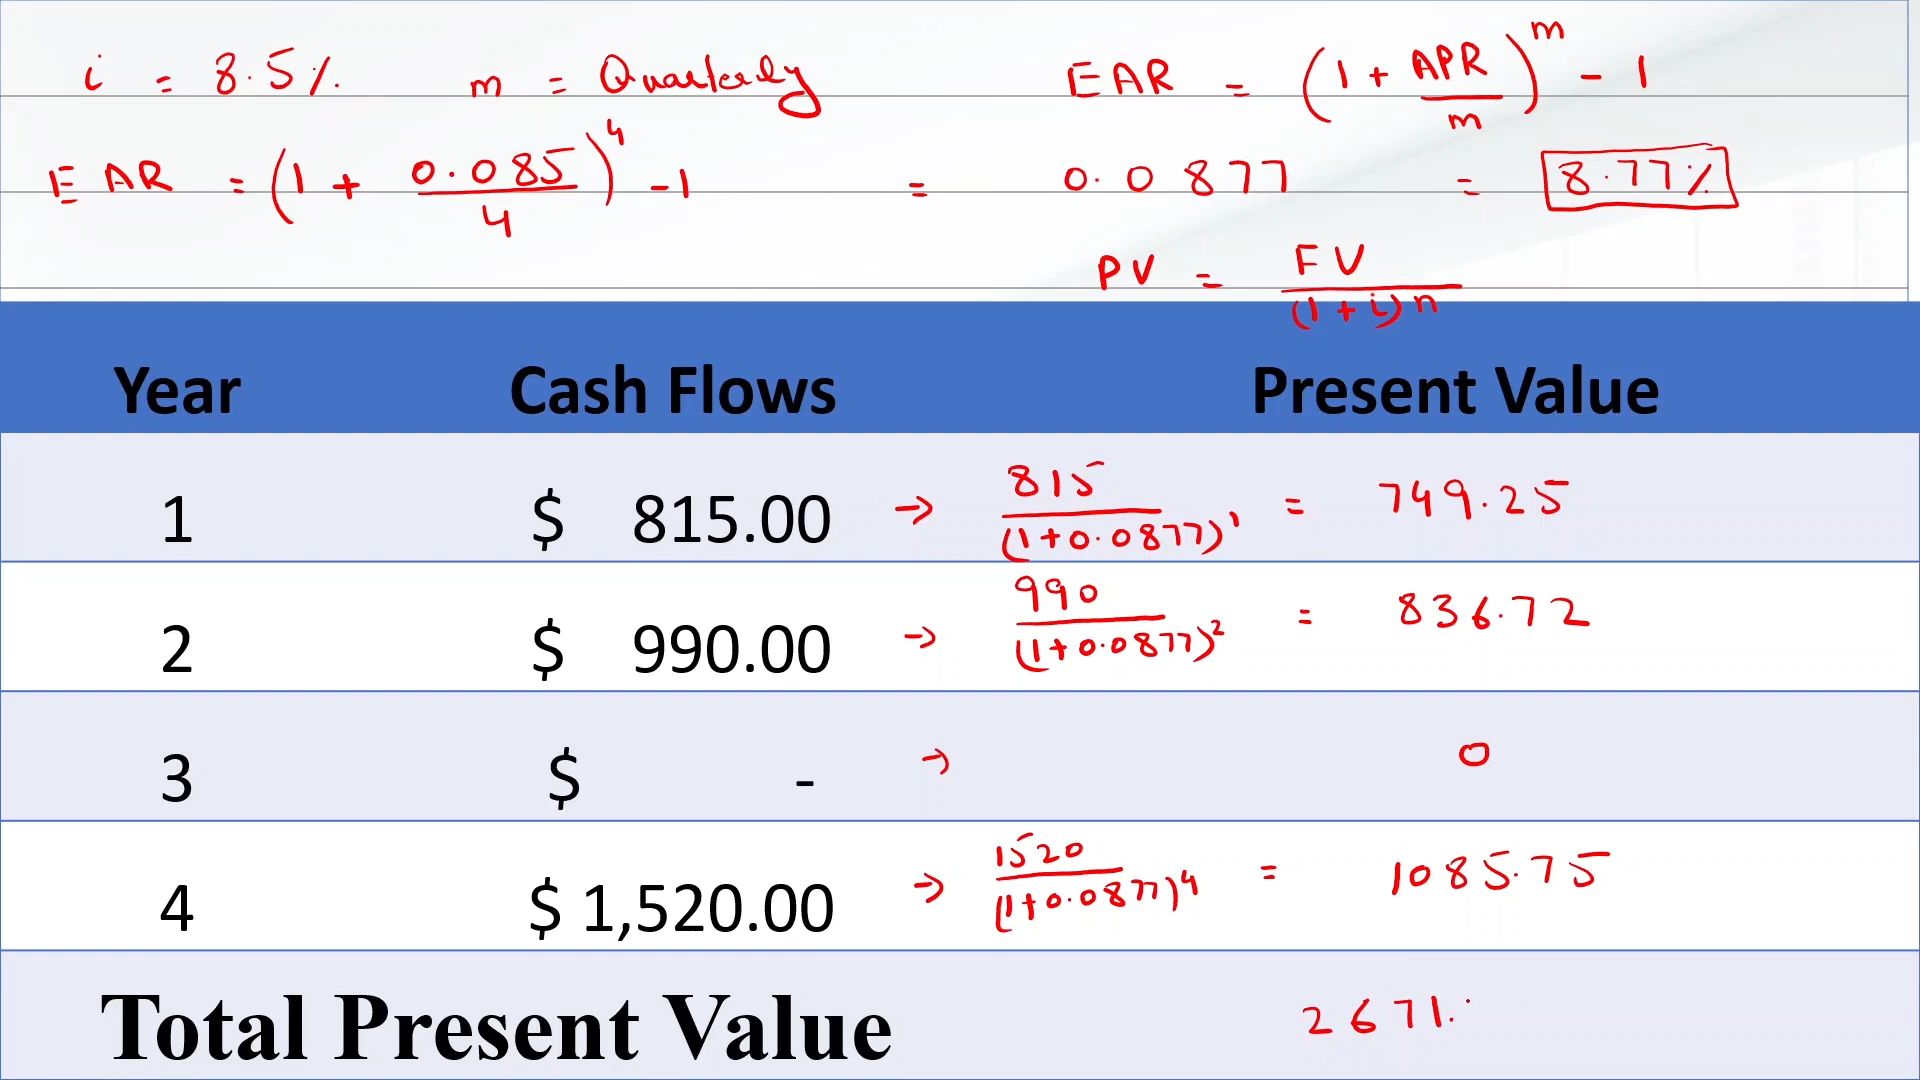 i = 8.5% m = Quarterly EAR = (1 + APR/m)^m - 1
EAR = (1 + 0.085/4)^4 - 1 = 0.0877 = 8.77%
PV = FV/(1+i)n
Year Cash Flows Present Value
1 $ 815.00 → 815/(1+0.0877)^1 = 749.25
2 $ 990.00 → 990/(1+0.0877)^2 = 836.72
3 $ - → 0
4 $ 1,520.00 → 1520/(1+0.0877)^4 = 1085.75
Total Present Value 2671.